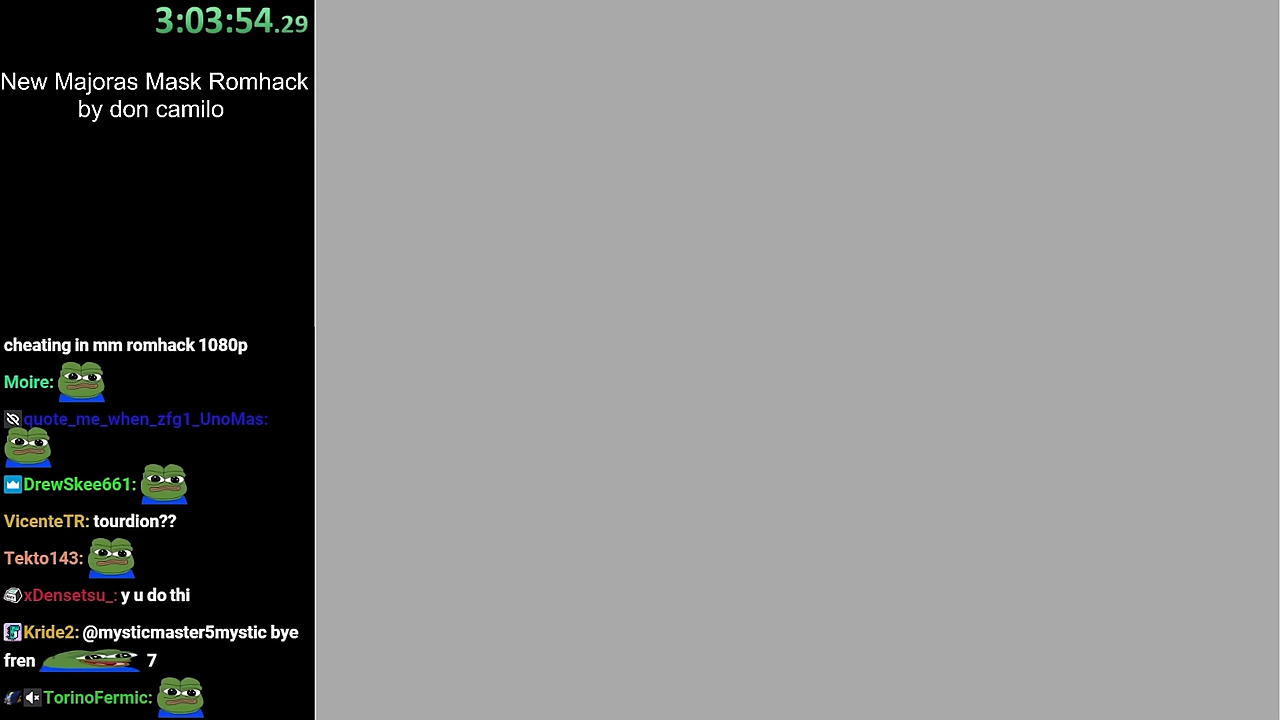 3:03:54.29
New Majoras Mask Romhack
by don camilo
cheating in mm romhack 1080p
Moire:
quote_me_when_zfg1_UnoMas:
DrewSkee661:
VicenteTR: tourdion??
Tekto143:
xDensetsu_: y u do thi
Kride2: @mysticmaster5mystic bye
fren 7
TorinoFermic: